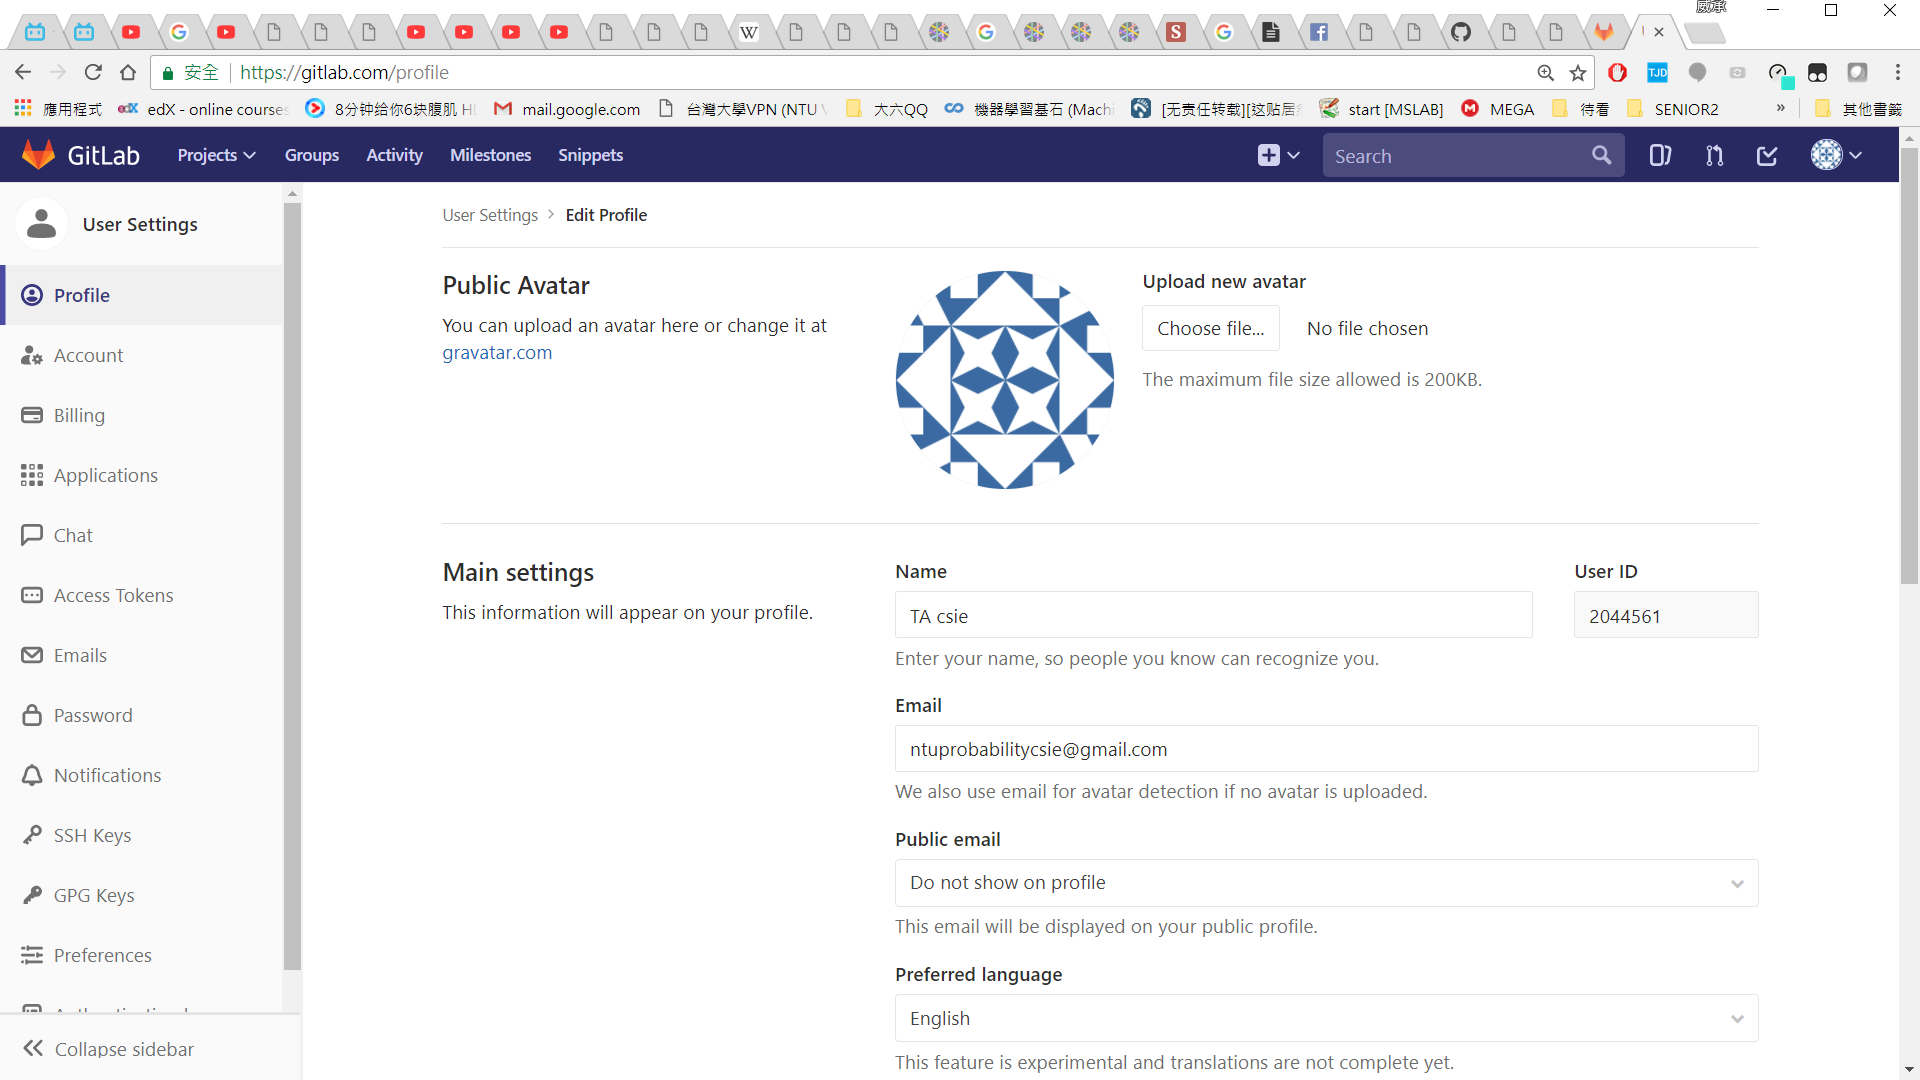 威承
安全 https://gitlab.com/profile
應用程式 edX - online courses 8分钟给你6块腹肌 mail.google.com 台灣大學VPN (NTU 大六QQ 機器學習基石 (Machi [无责任转载][这贴居 start [MSLAB] MEGA 待看 SENIOR2 » 其他書籤
GitLab Projects Groups Activity Milestones Snippets Search
User Settings
Profile
Account
Billing
Applications
Chat
Access Tokens
Emails
Password
Notifications
SSH Keys
GPG Keys
Preferences
Collapse sidebar
User Settings > Edit Profile
Public Avatar
You can upload an avatar here or change it at
gravatar.com
Upload new avatar
Choose file... No file chosen
The maximum file size allowed is 200KB.
Main settings
This information will appear on your profile.
Name
TA csie
Enter your name, so people you know can recognize you.
User ID
2044561
Email
ntuprobabilitycsie@gmail.com
We also use email for avatar detection if no avatar is uploaded.
Public email
Do not show on profile
This email will be displayed on your public profile.
Preferred language
English
This feature is experimental and translations are not complete yet.